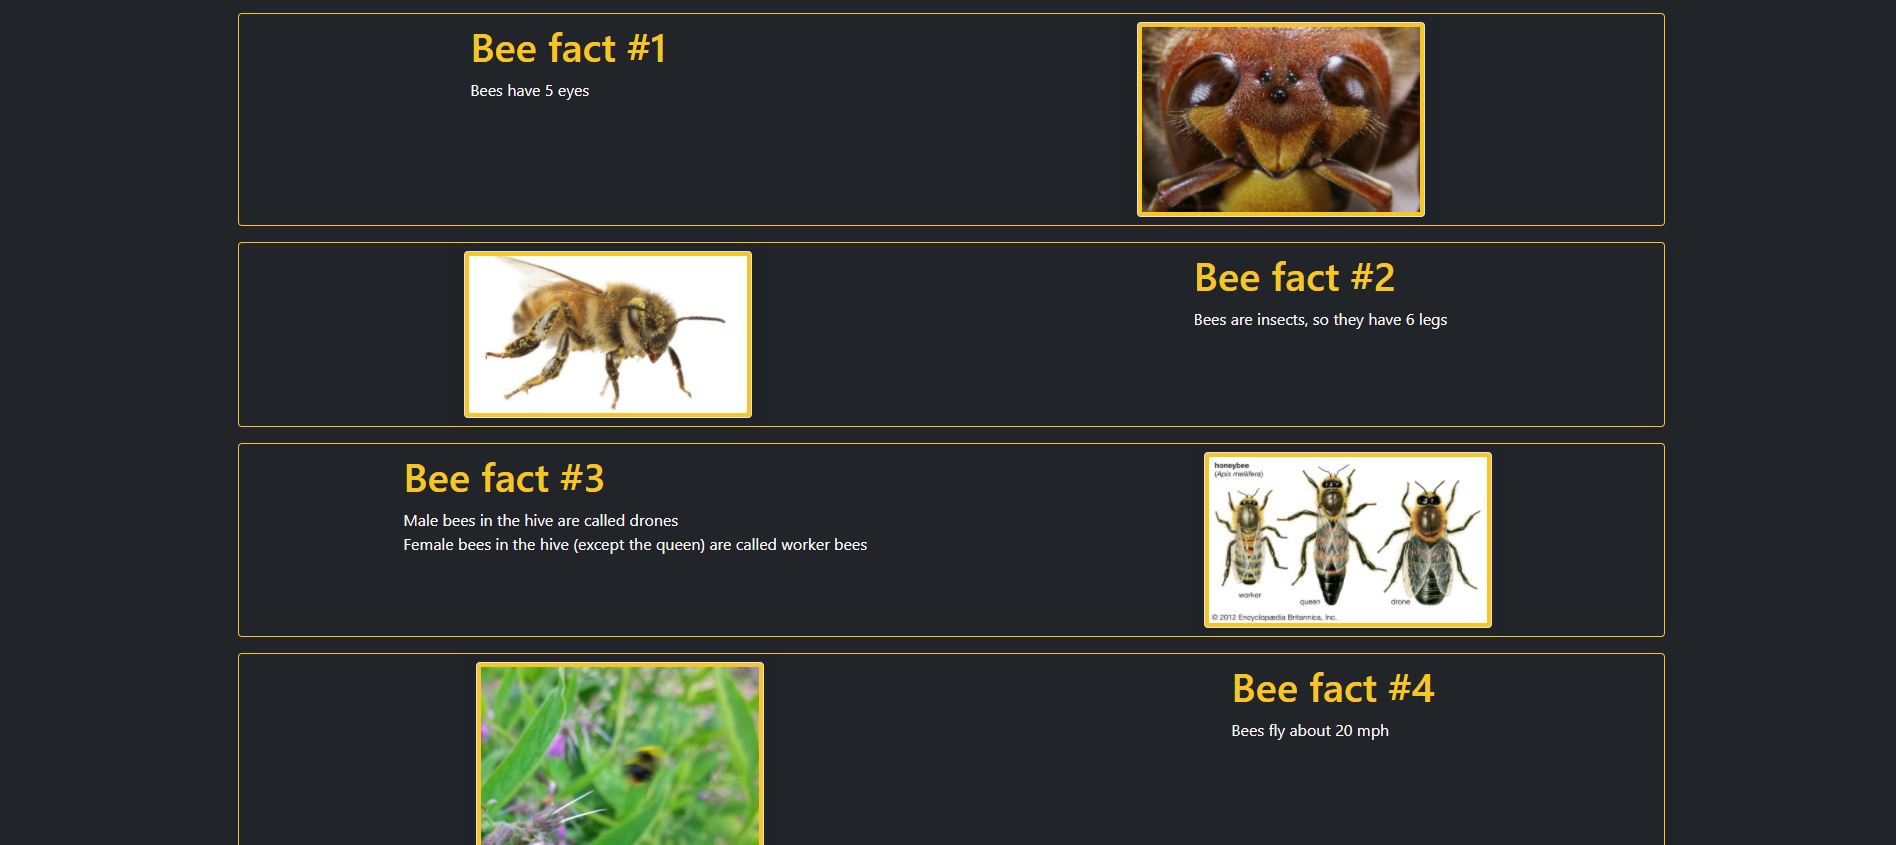 Bee fact #1
Bees have 5 eyes
Bee fact #2
Bees are insects, so they have 6 legs
Bee fact #3
Male bees in the hive are called drones
Female bees in the hive (except the queen) are called worker bees
honeybee
(Apis mellifera)
worker
queen
drone
© 2012 Encyclopædia Britannica, Inc.
Bee fact #4
Bees fly about 20 mph